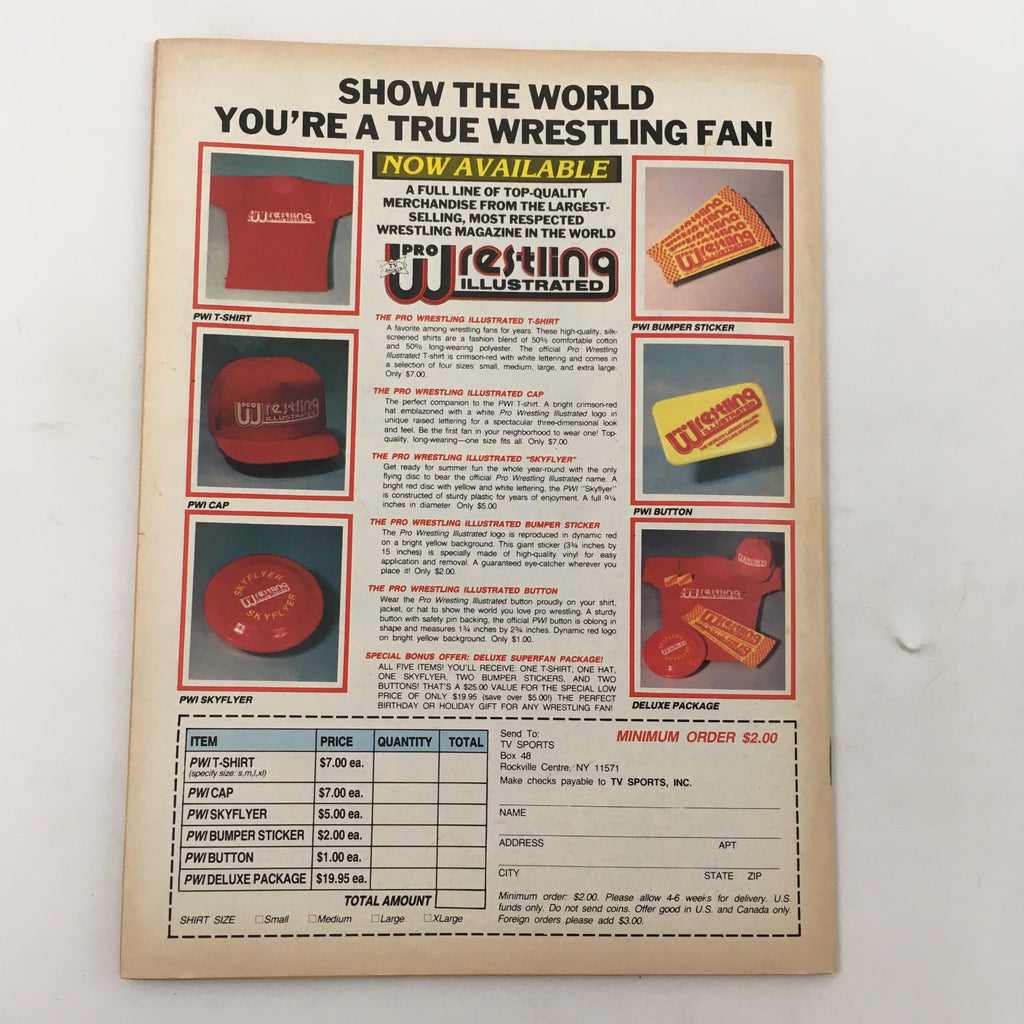 SHOW THE WORLD
YOU'RE A TRUE WRESTLING FAN!
NOW AVAILABLE
A FULL LINE OF TOP-QUALITY
MERCHANDISE FROM THE LARGEST-
SELLING, MOST RESPECTED
WRESTLING MAGAZINE IN THE WORLD
PRO
Wrestling
ILLUSTRATED
Wrestling
PWI T-SHIRT
PRO
Wrestling
ILLUSTRATED
PWI CAP
SKYFLYER
Wrestling
SKYFLYER
PWI SKYFLYER
THE PRO WRESTLING ILLUSTRATED T-SHIRT
A favorite among wrestling fans for years. These high-quality, silk-
screened shirts are a fashion blend of 50% comfortable cotton
and 50% long-wearing polyester. The official Pro Wrestling
Illustrated T-shirt is crimson-red with white lettering and comes in
a selection of four sizes: small, medium, large, and extra large.
Only $7.00.
THE PRO WRESTLING ILLUSTRATED CAP
The perfect companion to the PWI T-shirt. A bright crimson-red
hat emblazoned with a white Pro Wrestling Illustrated logo in
unique raised lettering for a spectacular three-dimensional look
and feel. Be the first fan in your neighborhood to wear one! Top-
quality, long-wearing—one size fits all. Only $7.00.
THE PRO WRESTLING ILLUSTRATED "SKYFLYER"
Get ready for summer fun the whole year-round with the only
flying disc to bear the official Pro Wrestling Illustrated name. A
bright red disc with yellow and white lettering, the PWI "Skyflyer"
is constructed of sturdy plastic for years of enjoyment. A full 9¼
inches in diameter. Only $5.00
THE PRO WRESTLING ILLUSTRATED BUMPER STICKER
The Pro Wrestling Illustrated logo is reproduced in dynamic red
on a bright yellow background. This giant sticker (3¾ inches by
15 inches) is specially made of high-quality vinyl for easy
application and removal. A guaranteed eye-catcher wherever you
place it! Only $2.00.
THE PRO WRESTLING ILLUSTRATED BUTTON
Wear the Pro Wrestling Illustrated button proudly on your shirt,
jacket, or hat to show the world you love pro wrestling. A sturdy
button with safety pin backing, the official PWI button is oblong in
shape and measures 1¾ inches by 2¾ inches. Dynamic red logo
on bright yellow background. Only $1.00.
SPECIAL BONUS OFFER: DELUXE SUPERFAN PACKAGE!
ALL FIVE ITEMS! YOU'LL RECEIVE: ONE T-SHIRT, ONE HAT,
ONE SKYFLYER, TWO BUMPER STICKERS, AND TWO
BUTTONS! THAT'S A $25.00 VALUE FOR THE SPECIAL LOW
PRICE OF ONLY $19.95 (save over $5.00!) THE PERFECT
BIRTHDAY OR HOLIDAY GIFT FOR ANY WRESTLING FAN!
Wrestling
PWI BUMPER STICKER
Wrestling
ILLUSTRATED
PWI BUTTON
Wrestling
DELUXE PACKAGE
ITEM PRICE QUANTITY TOTAL
PWI T-SHIRT $7.00 ea.
(specify size: s,m,l,xl)
PWI CAP $7.00 ea.
PWI SKYFLYER $5.00 ea.
PWI BUMPER STICKER $2.00 ea.
PWI BUTTON $1.00 ea.
PWI DELUXE PACKAGE $19.95 ea.
TOTAL AMOUNT
SHIRT SIZE Small Medium Large XLarge
Send To:
TV SPORTS
Box 48
Rockville Centre, NY 11571
MINIMUM ORDER $2.00
Make checks payable to TV SPORTS, INC.
NAME
ADDRESS APT
CITY STATE ZIP
Minimum order: $2.00. Please allow 4-6 weeks for delivery. U.S.
funds only. Do not send coins. Offer good in U.S. and Canada only.
Foreign orders please add $3.00.